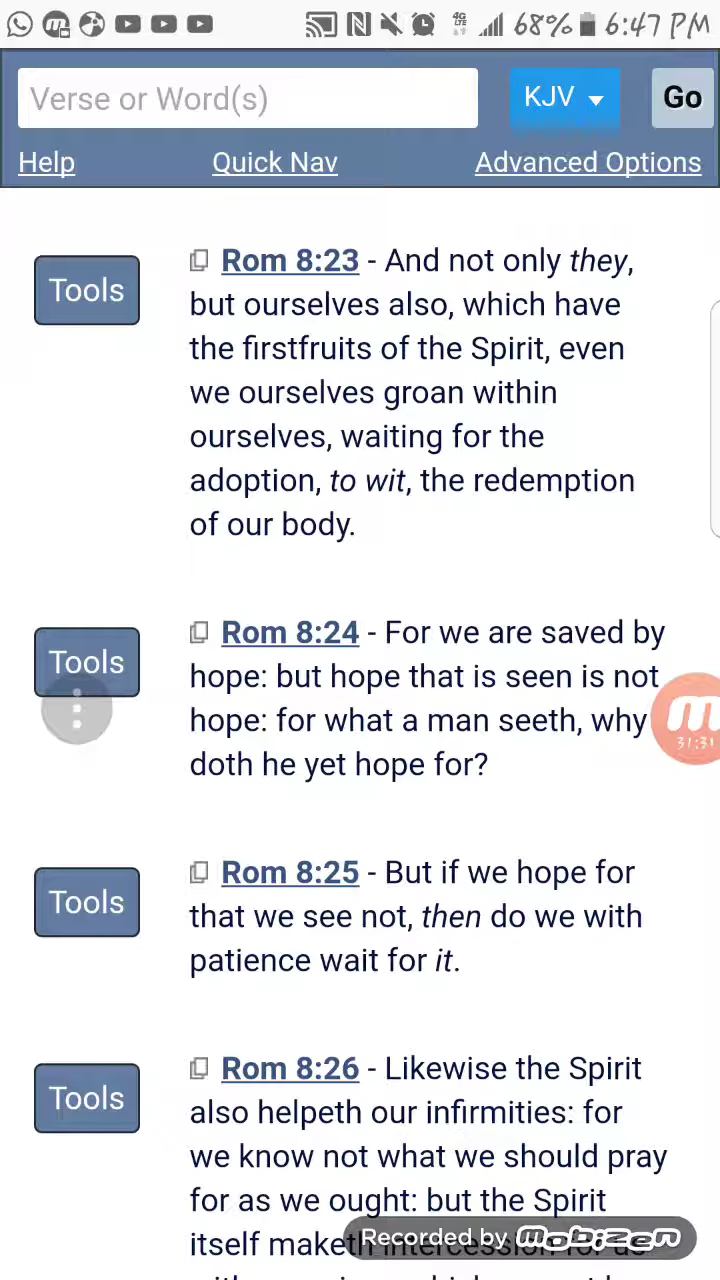 68% 6:47 PM
Verse or Word(s)
KJV
Go
Help
Quick Nav
Advanced Options
Tools
Rom 8:23 - And not only they,
but ourselves also, which have
the firstfruits of the Spirit, even
we ourselves groan within
ourselves, waiting for the
adoption, to wit, the redemption
of our body.
Tools
Rom 8:24 - For we are saved by
hope: but hope that is seen is not
hope: for what a man seeth, why
doth he yet hope for?
31:31
Tools
Rom 8:25 - But if we hope for
that we see not, then do we with
patience wait for it.
Tools
Rom 8:26 - Likewise the Spirit
also helpeth our infirmities: for
we know not what we should pray
for as we ought: but the Spirit
itself maketh intercession for us
Recorded by Mobizen